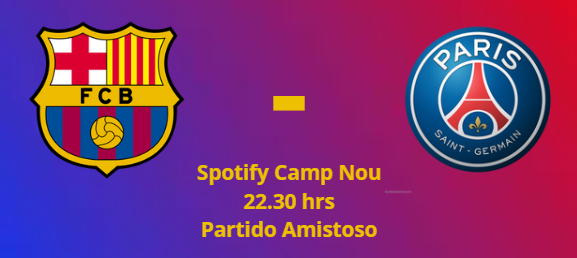 FCB
PARIS
SAINT - GERMAIN
-
Spotify Camp Nou
22.30 hrs
Partido Amistoso